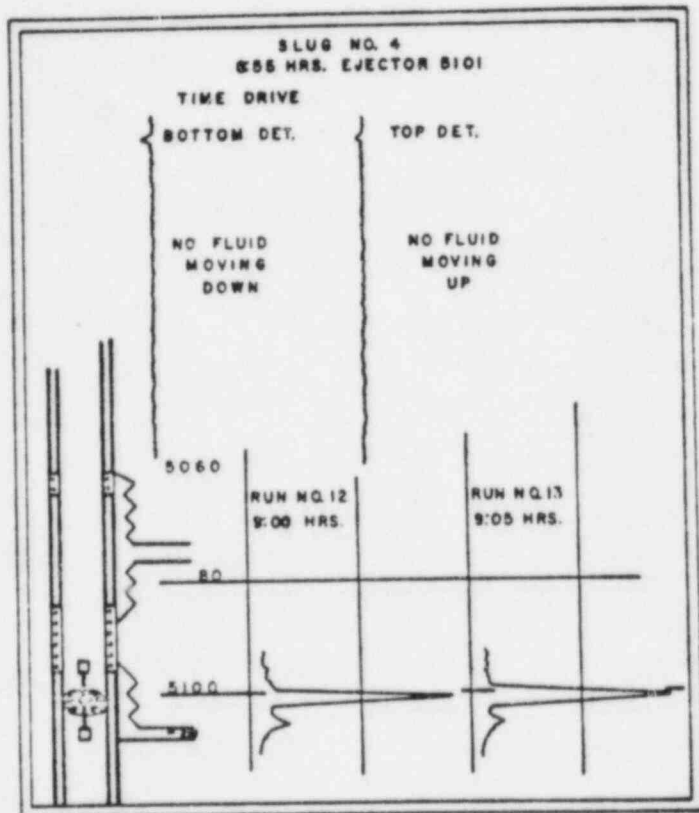 SLUG NO. 4
8:55 HRS. EJECTOR 5101
TIME DRIVE
BOTTOM DET.
TOP DET.
NO FLUID
MOVING
DOWN
NO FLUID
MOVING
UP
5060
RUN NO. 12
9:00 HRS.
RUN NO. 13
9:05 HRS.
80
5100